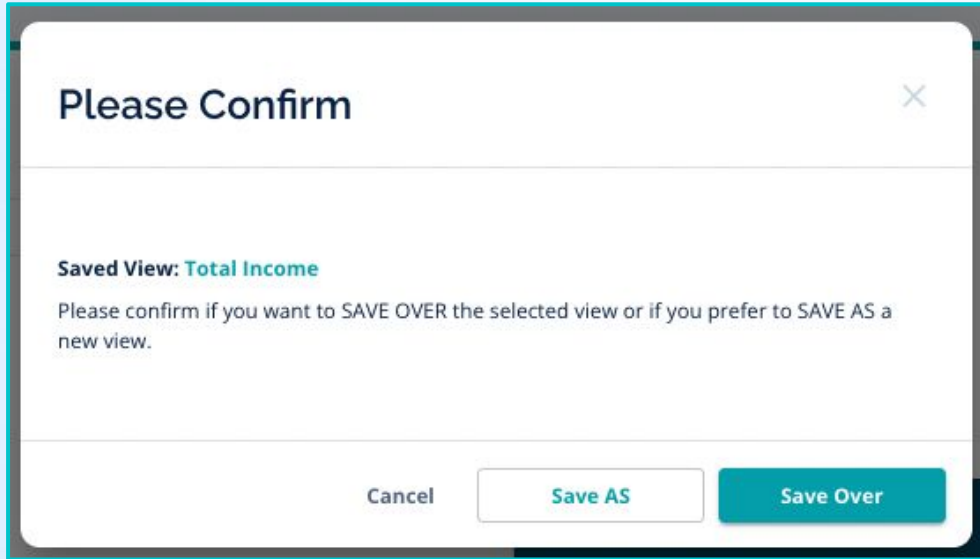 Please Confirm
Saved View: Total Income
Please confirm if you want to SAVE OVER the selected view or if you prefer to SAVE AS a
new view.
Cancel
Save AS
Save Over